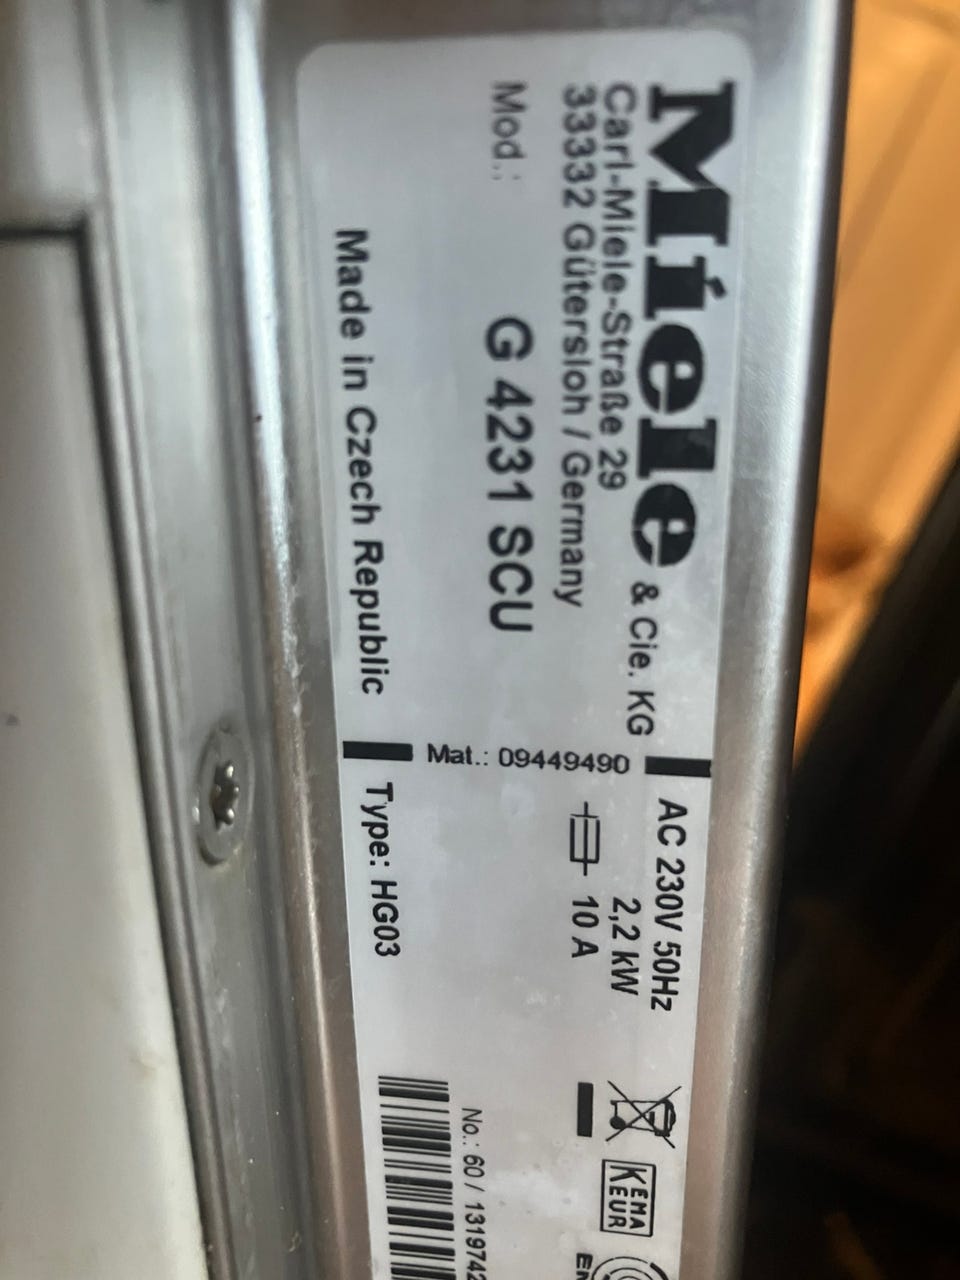 Miele & Cie. KG
Carl-Miele-Straße 29
33332 Gütersloh / Germany
Mod.: G 4231 SCU
Made in Czech Republic
Mat.: 09449490
AC 230V 50Hz
2,2 kW
10 A
Type: HG03
KEMA
KEUR
No.: 60 / 1319742